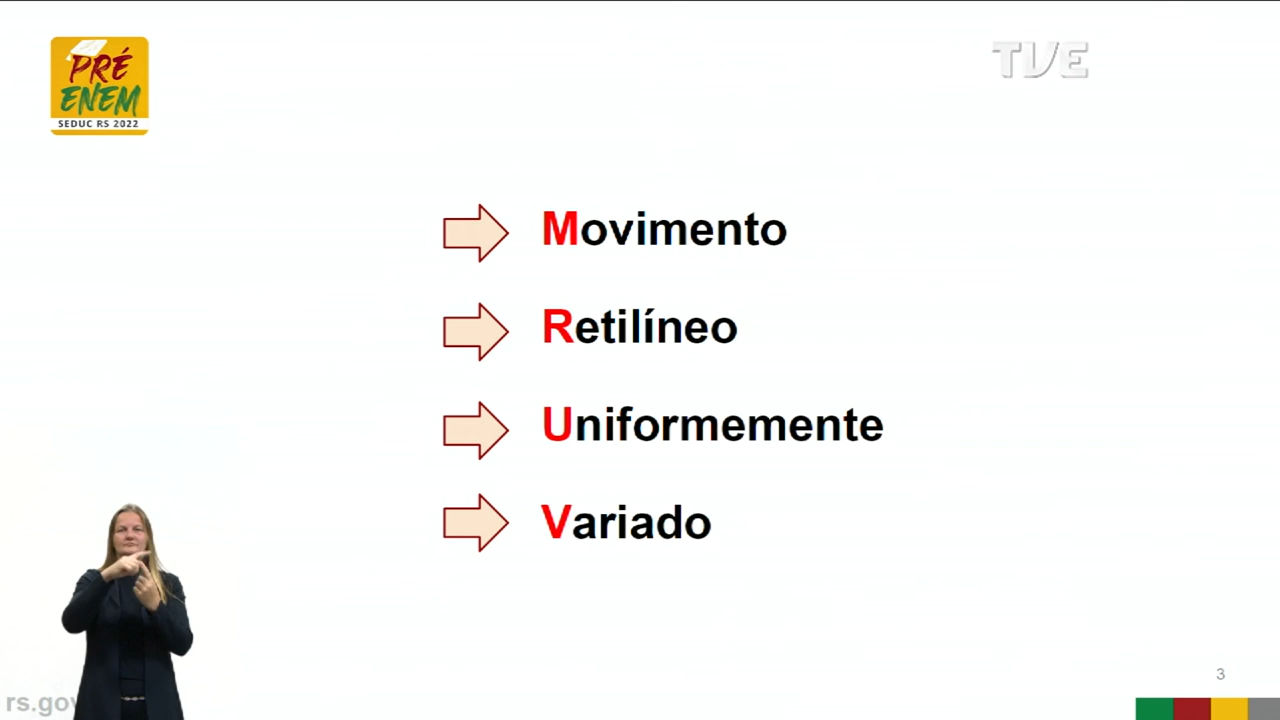 PRÉ
ENEM
SEDUC RS 2022
TVE
Movimento
Retilíneo
Uniformemente
Variado
3
rs.gov